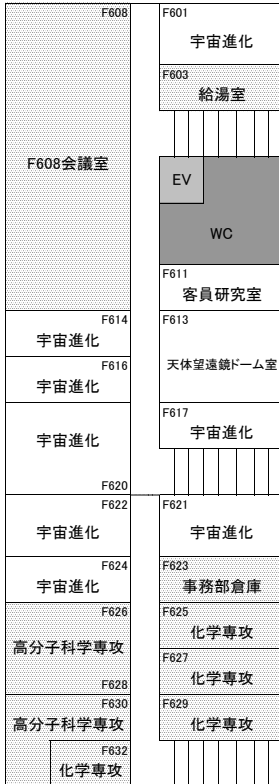 F608
F608会議室
F614
宇宙進化
F616
宇宙進化
宇宙進化
F620
F622
宇宙進化
F624
宇宙進化
F626
高分子科学専攻
F628
F630
高分子科学専攻
F632
化学専攻
F601
宇宙進化
F603
給湯室
EV
WC
F611
客員研究室
F613
天体望遠鏡ドーム室
F617
宇宙進化
F621
宇宙進化
F623
事務部倉庫
F625
化学専攻
F627
化学専攻
F629
化学専攻